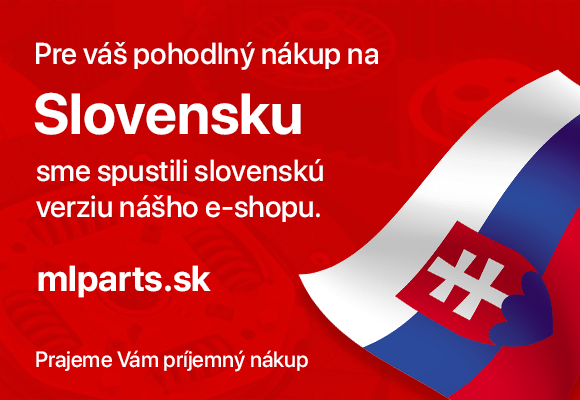 Pre váš pohodlný nákup na
Slovensku
sme spustili slovenskú
verziu nášho e-shopu.
mlparts.sk
Prajeme Vám príjemný nákup